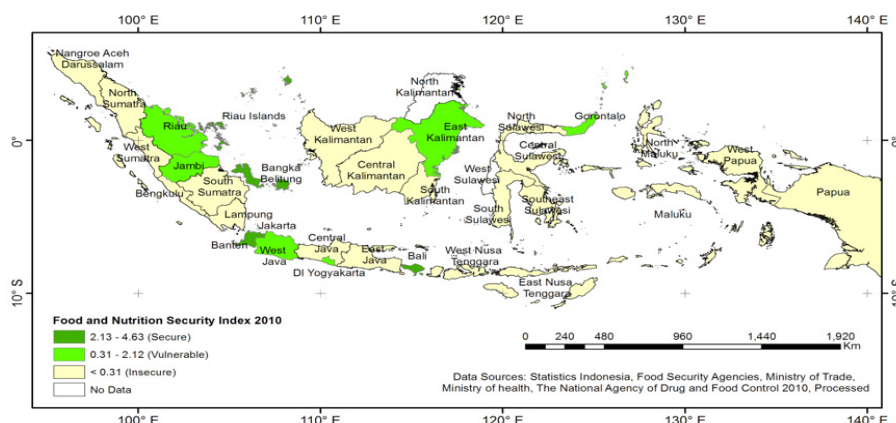 100° E 110° E 120° E 130° E 140° E
Nangroe Aceh
Darussalam
North
Sumatra
Riau
Riau Islands
West
Sumatra
Jambi
Bengkulu
South
Sumatra
Bangka
Belitung
Lampung
Jakarta
Banten
West
Java
Central
Java
DI Yogyakarta
East
Java
Bali
West Nusa
Tenggara
East Nusa
Tenggara
West
Kalimantan
Central
Kalimantan
South
Kalimantan
East
Kalimantan
North
Kalimantan
North
Sulawesi
Gorontalo
Central
Sulawesi
West
Sulawesi
South
Sulawesi
Southeast
Sulawesi
North
Maluku
Maluku
West
Papua
Papua
0°
0°
10°S
10°S
Food and Nutrition Security Index 2010
2.13 - 4.63 (Secure)
0.31 - 2.12 (Vulnerable)
< 0.31 (Insecure)
No Data
0 240 480 960 1,440 1,920
Km
Data Sources: Statistics Indonesia, Food Security Agencies, Ministry of Trade,
Ministry of health, The National Agency of Drug and Food Control 2010, Processed
100° E 110° E 120° E 130° E 140° E